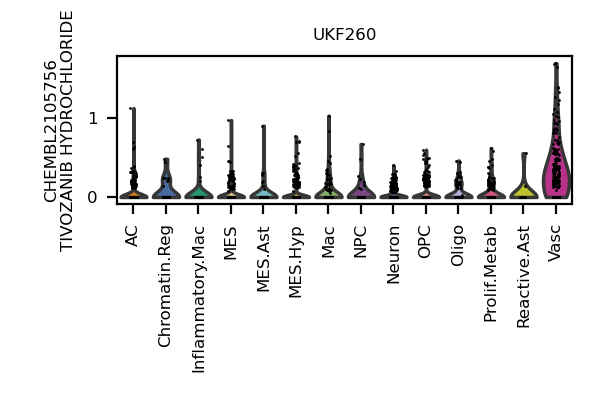 UKF260
CHEMBL2105756
TIVOZANIB HYDROCHLORIDE
1
0
AC
Chromatin.Reg
Inflammatory.Mac
MES
MES.Ast
MES.Hyp
Mac
NPC
Neuron
OPC
Oligo
Prolif.Metab
Reactive.Ast
Vasc